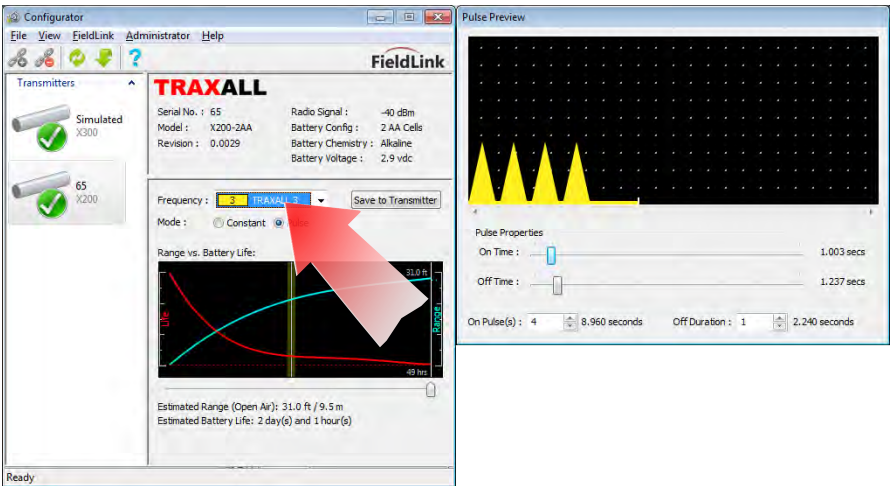 Configurator
File View FieldLink Administrator Help
FieldLink
Transmitters
Simulated
X300
65
X200
TRAXALL
Serial No. : 65
Model : X200-2AA
Revision : 0.0029
Radio Signal : -40 dBm
Battery Config : 2 AA Cells
Battery Chemistry : Alkaline
Battery Voltage : 2.9 vdc
Frequency : 3 TRAXALL 3 Save to Transmitter
Mode : Constant
Range vs. Battery Life:
31.0 ft
Life
Range
49 hrs
Estimated Range (Open Air): 31.0 ft / 9.5 m
Estimated Battery Life: 2 day(s) and 1 hour(s)
Ready
Pulse Preview
Pulse Properties
On Time : 1.003 secs
Off Time : 1.237 secs
On Pulse(s) : 4 8.960 seconds Off Duration : 1 2.240 seconds